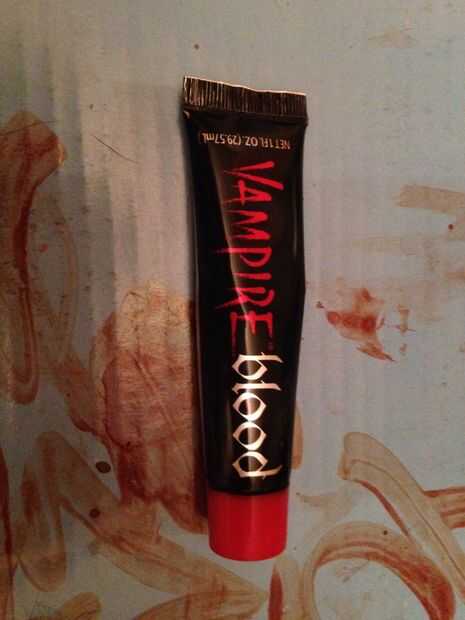 NET 1 FL. OZ. (29.57mL)
VAMPIRE
blood